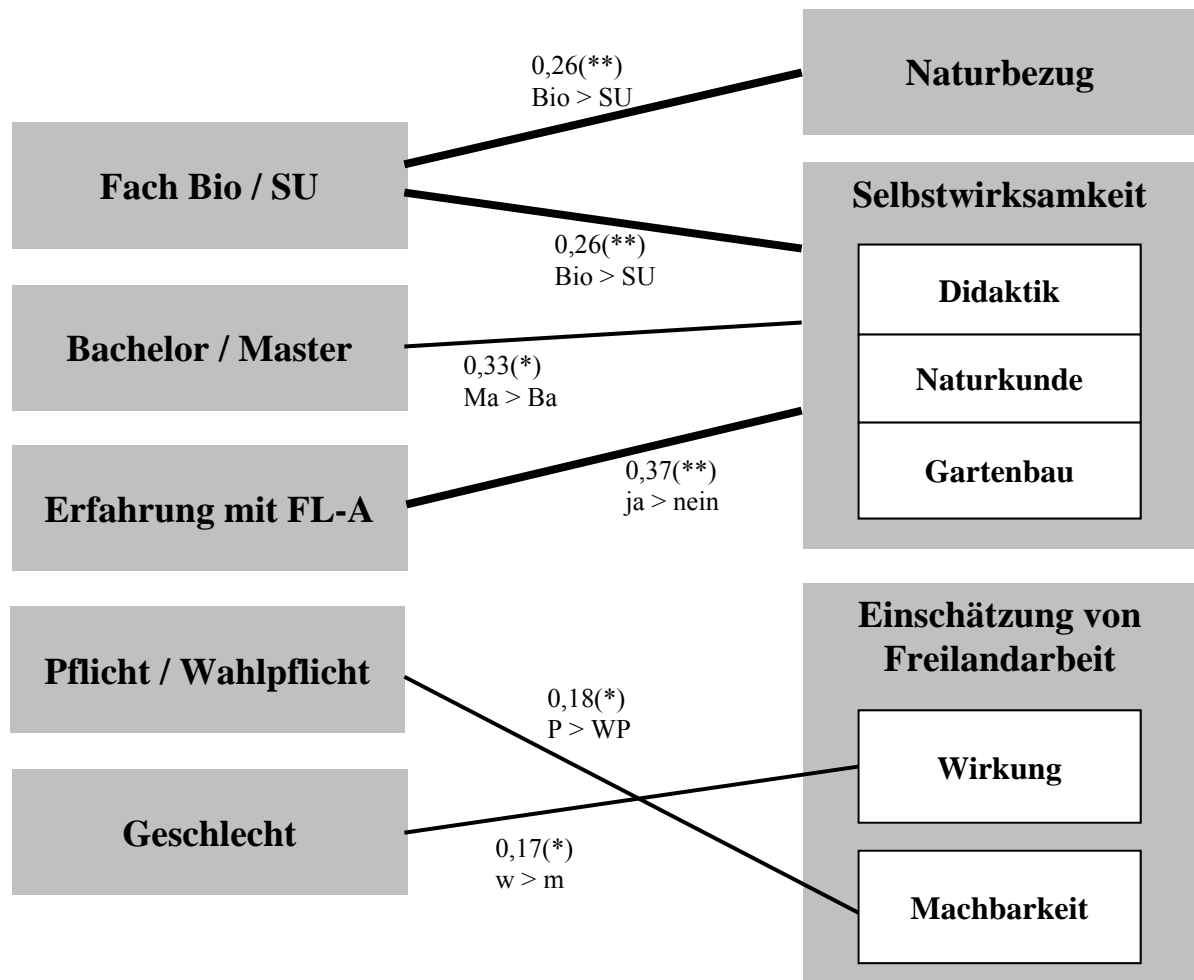 0,26(**)
Bio > SU
Naturbezug
Fach Bio / SU
0,26(**)
Bio > SU
Selbstwirksamkeit
Didaktik
Naturkunde
Gartenbau
Bachelor / Master
0,33(*)
Ma > Ba
Erfahrung mit FL-A
0,37(**)
ja > nein
Pflicht / Wahlpflicht
0,18(*)
P > WP
Einschätzung von
Freilandarbeit
Wirkung
Machbarkeit
Geschlecht
0,17(*)
w > m